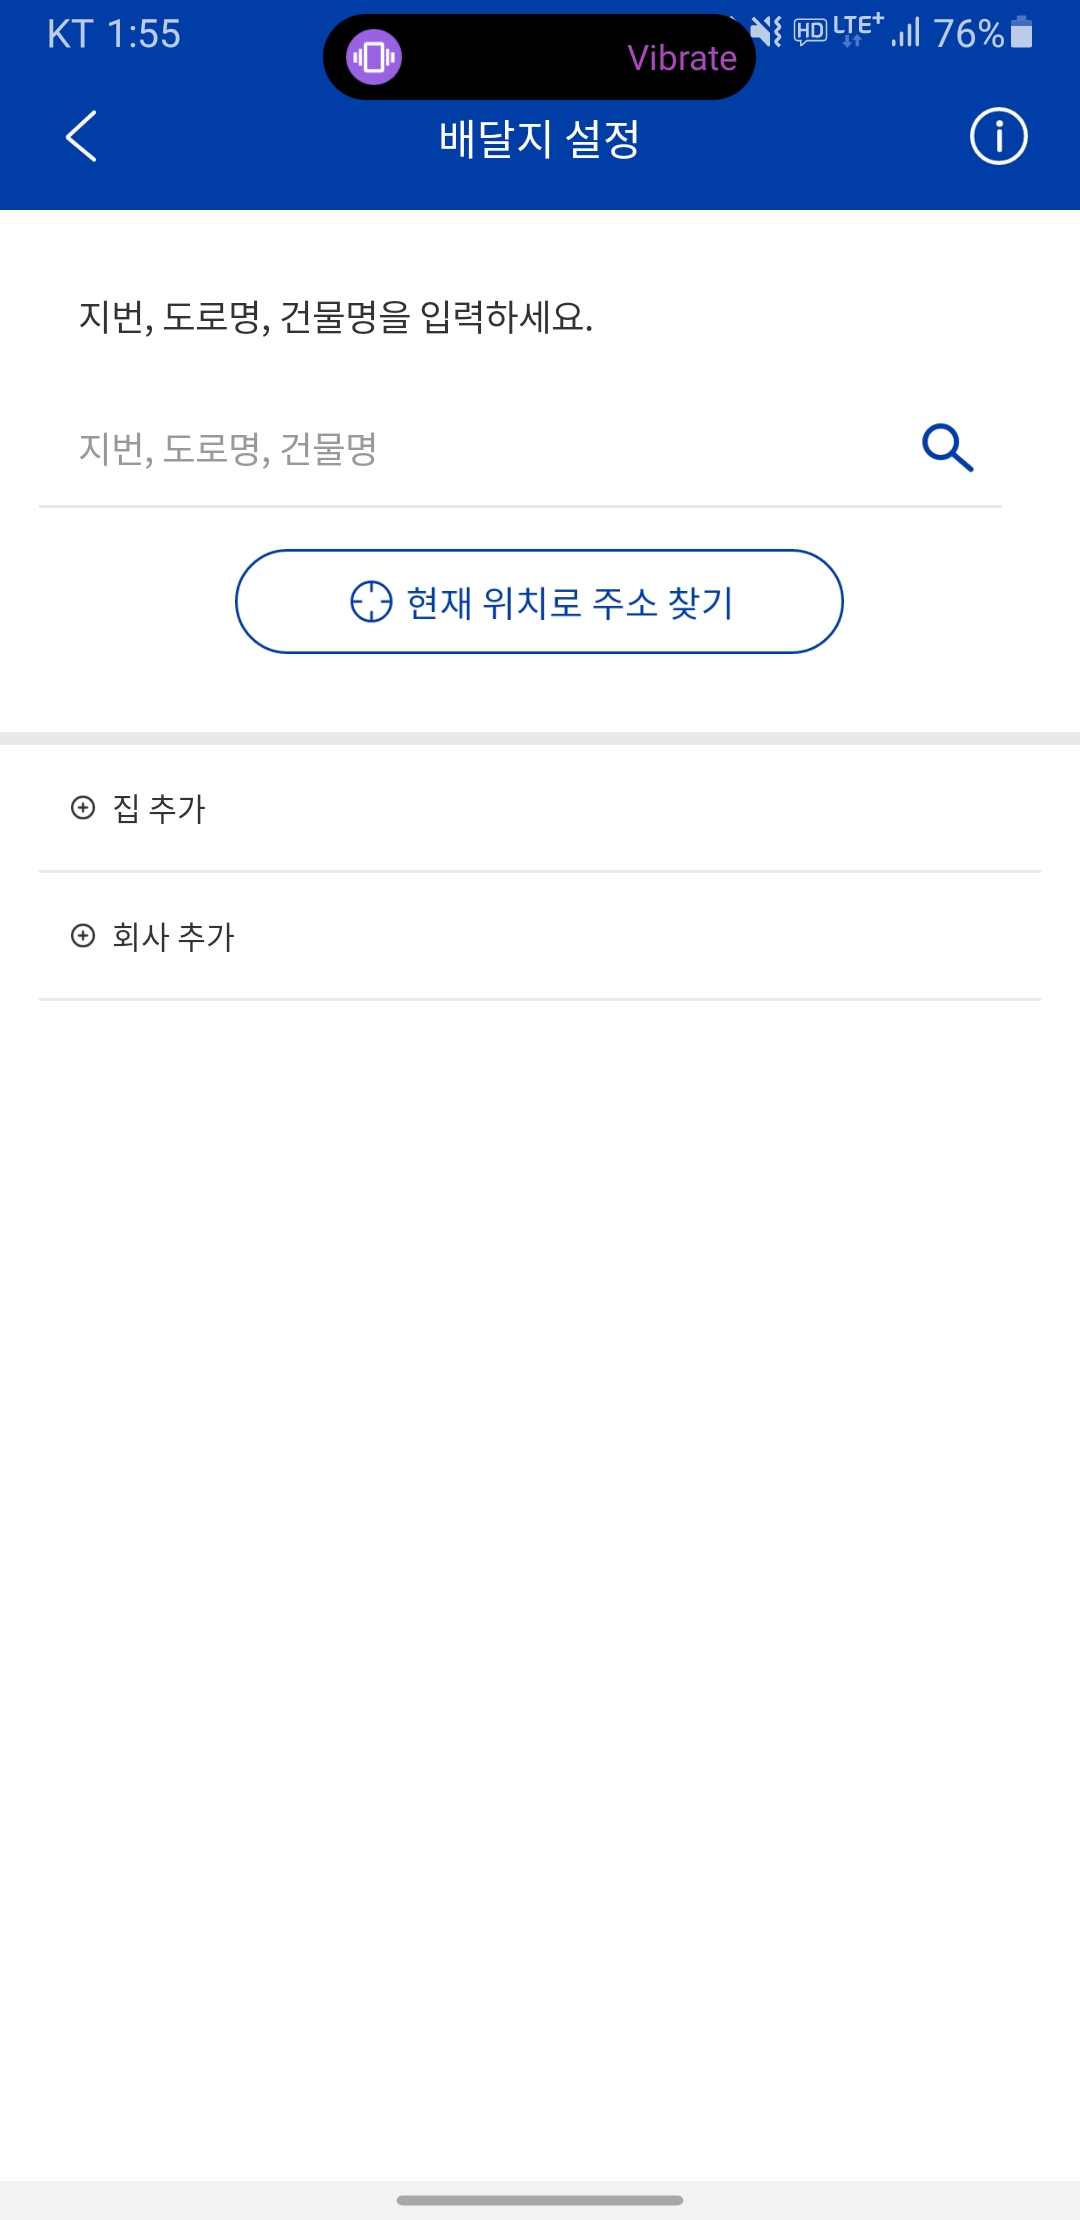 KT 1:55
Vibrate
HD LTE+ 76%
배달지 설정
지번, 도로명, 건물명을 입력하세요.
지번, 도로명, 건물명
현재 위치로 주소 찾기
집 추가
회사 추가